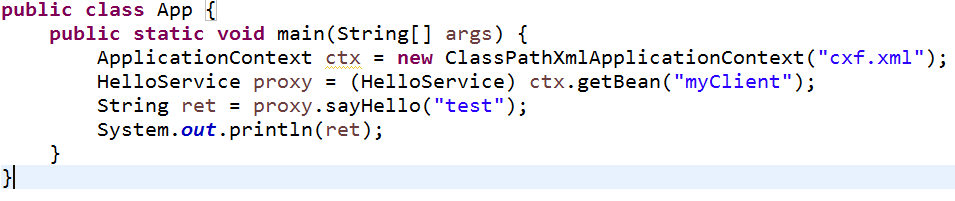 public class App {
    public static void main(String[] args) {
        ApplicationContext ctx = new ClassPathXmlApplicationContext("cxf.xml");
        HelloService proxy = (HelloService) ctx.getBean("myClient");
        String ret = proxy.sayHello("test");
        System.out.println(ret);
    }
}